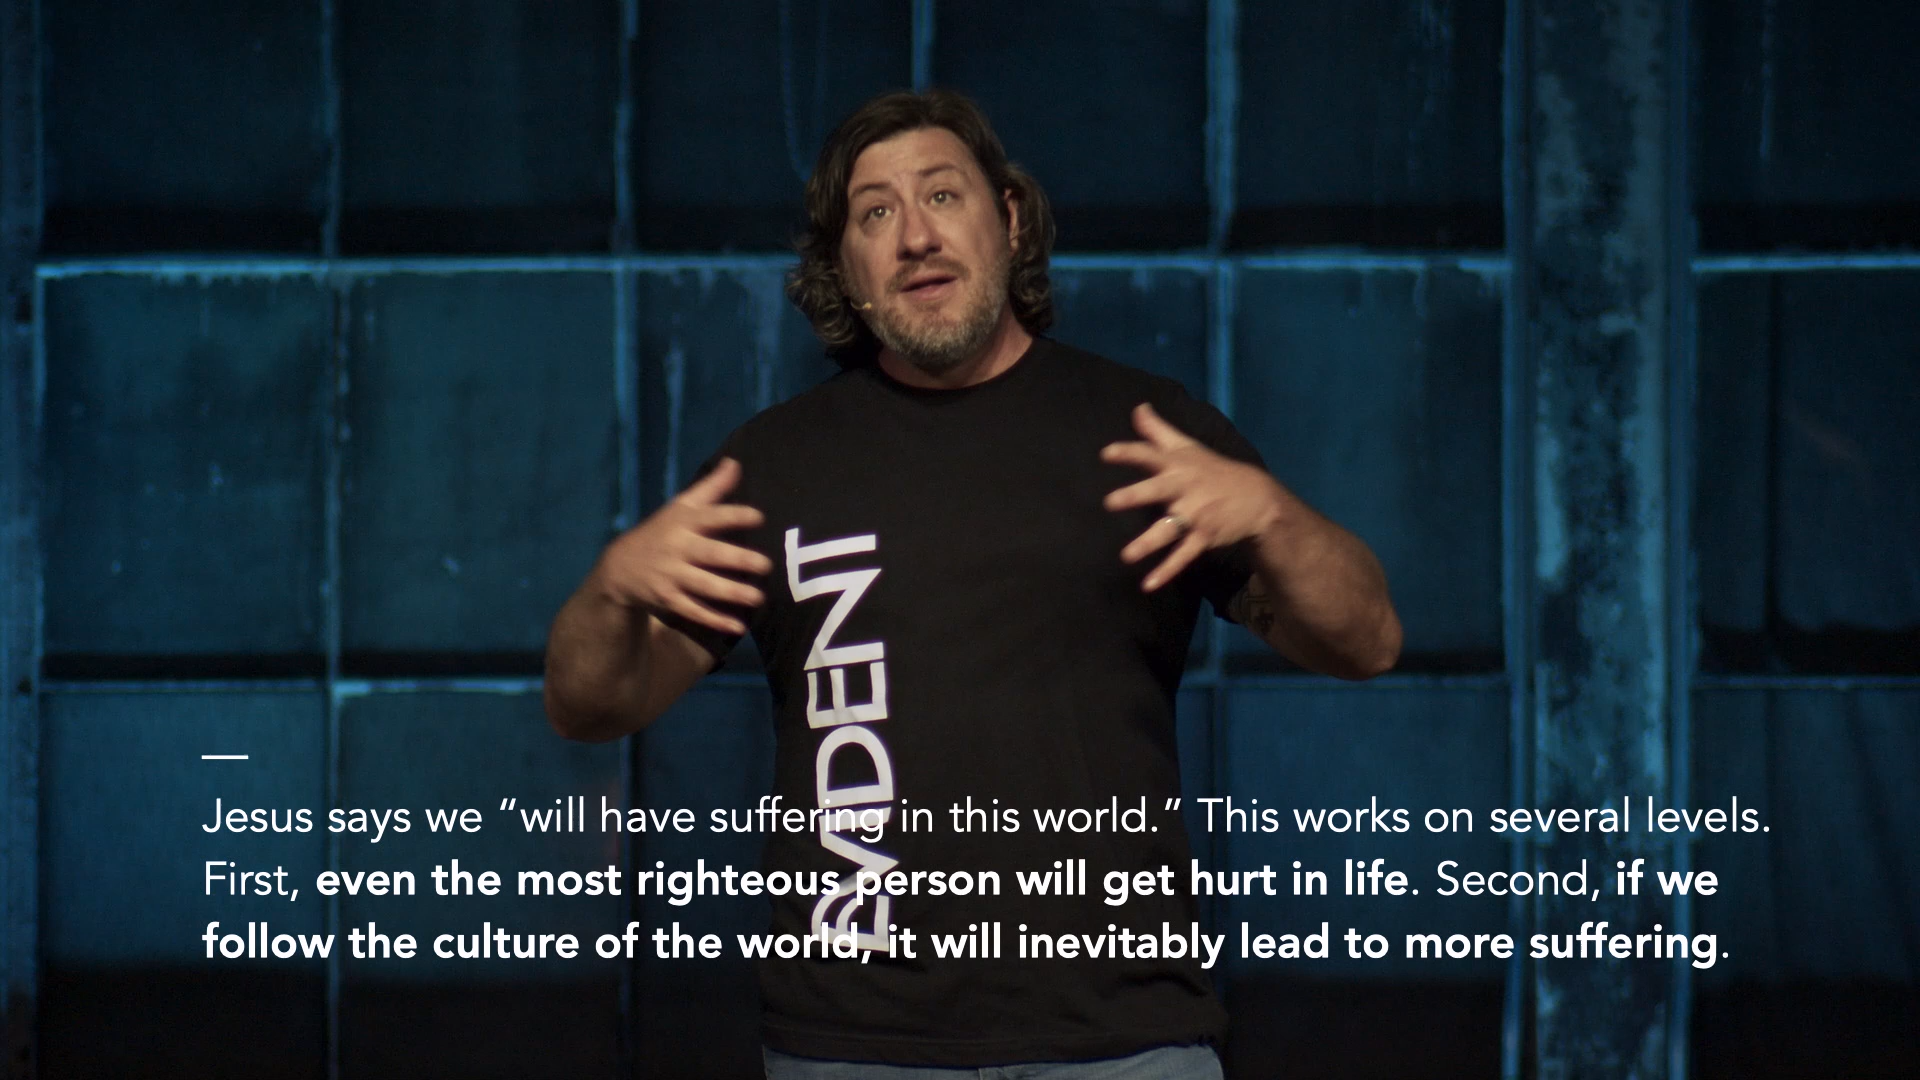 EVIDENT
—
Jesus says we “will have suffering in this world.” This works on several levels.
First, even the most righteous person will get hurt in life. Second, if we
follow the culture of the world, it will inevitably lead to more suffering.